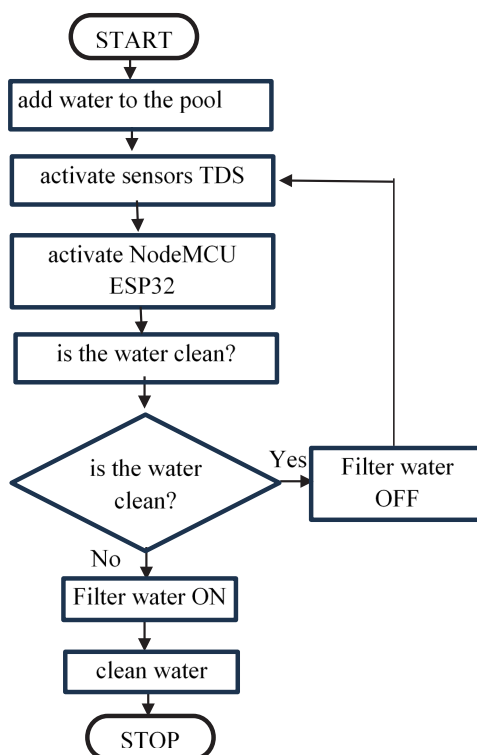 START
add water to the pool
activate sensors TDS
activate NodeMCU
ESP32
is the water clean?
is the water
clean?
Yes
Filter water
OFF
No
Filter water ON
clean water
STOP